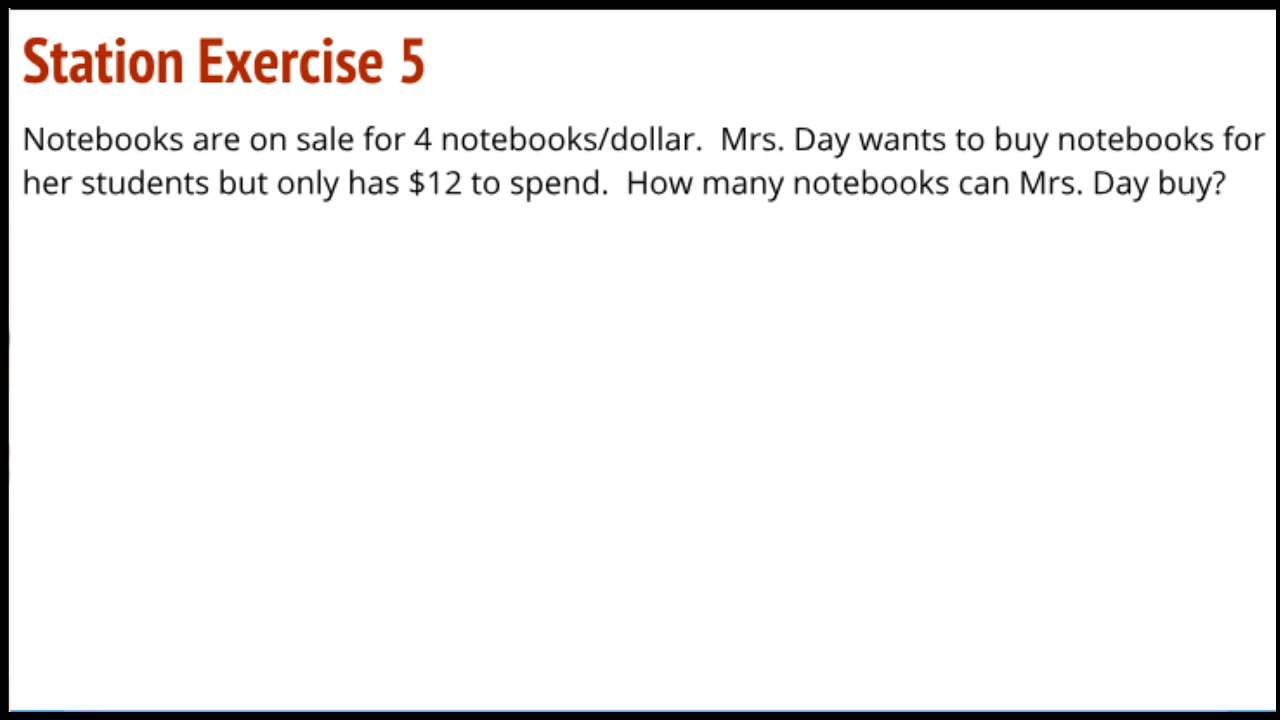 Station Exercise 5
Notebooks are on sale for 4 notebooks/dollar.  Mrs. Day wants to buy notebooks for
her students but only has $12 to spend.  How many notebooks can Mrs. Day buy?